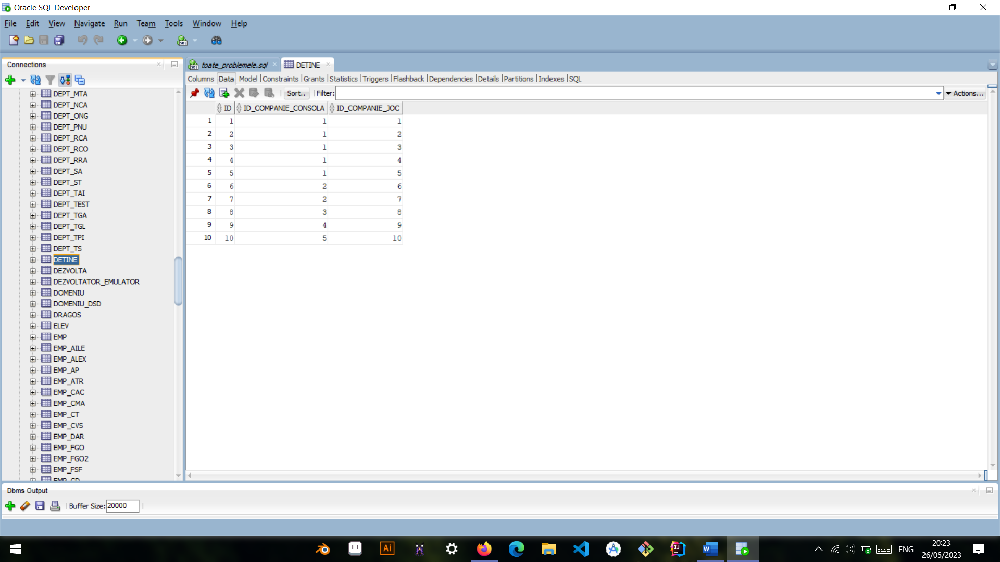 Oracle SQL Developer
File Edit View Navigate Run Team Tools Window Help
Connections
DEPT_MTA
DEPT_NCA
DEPT_ONG
DEPT_PNU
DEPT_RCA
DEPT_RCO
DEPT_RRA
DEPT_SA
DEPT_ST
DEPT_TAI
DEPT_TEST
DEPT_TGA
DEPT_TGL
DEPT_TPI
DEPT_TS
DETINE
DEZVOLTA
DEZVOLTATOR_EMULATOR
DOMENIU
DOMENIU_DSD
DRAGOS
ELEV
EMP
EMP_AILE
EMP_ALEX
EMP_AP
EMP_ATR
EMP_CAC
EMP_CMA
EMP_CT
EMP_CVS
EMP_DAR
EMP_FGO
EMP_FGO2
EMP_FSF
toate_problemele.sql DETINE
Columns Data Model Constraints Grants Statistics Triggers Flashback Dependencies Details Partitions Indexes SQL
Sort.. Filter: Actions...
ID ID_COMPANIE_CONSOLA ID_COMPANIE_JOC
1 1 1 1
2 2 1 2
3 3 1 3
4 4 1 4
5 5 1 5
6 6 2 6
7 7 2 7
8 8 3 8
9 9 4 9
10 10 5 10
Dbms Output
Buffer Size: 20000
ENG
20:23
26/05/2023